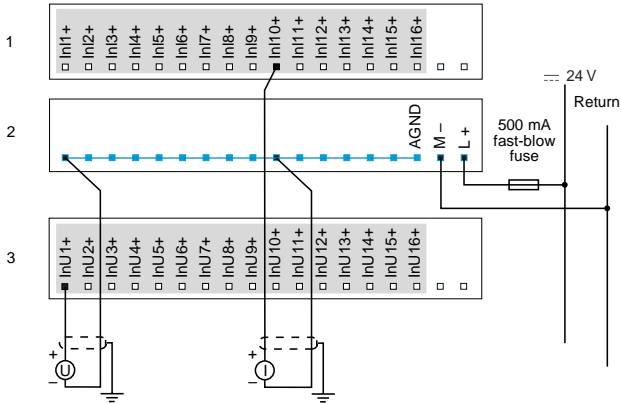 1
InI1+ InI2+ InI3+ InI4+ InI5+ InI6+ InI7+ InI8+ InI9+ InI10+ InI11+ InI12+ InI13+ InI14+ InI15+ InI16+
24 V
Return
2
AGND M – L +
500 mA
fast-blow
fuse
3
InU1+ InU2+ InU3+ InU4+ InU5+ InU6+ InU7+ InU8+ InU9+ InU10+ InU11+ InU12+ InU13+ InU14+ InU15+ InU16+
+ U –
+ I –